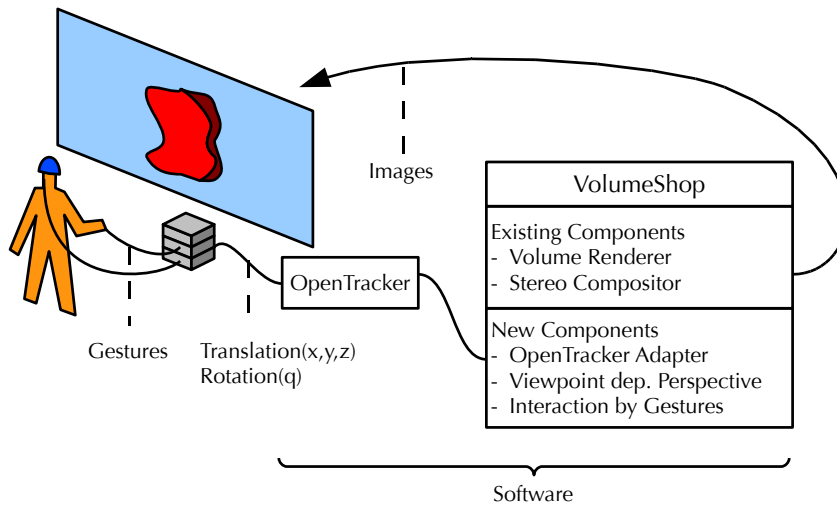 Images
VolumeShop
Existing Components
- Volume Renderer
- Stereo Compositor
OpenTracker
New Components
- OpenTracker Adapter
- Viewpoint dep. Perspective
- Interaction by Gestures
Gestures
Translation(x,y,z)
Rotation(q)
Software